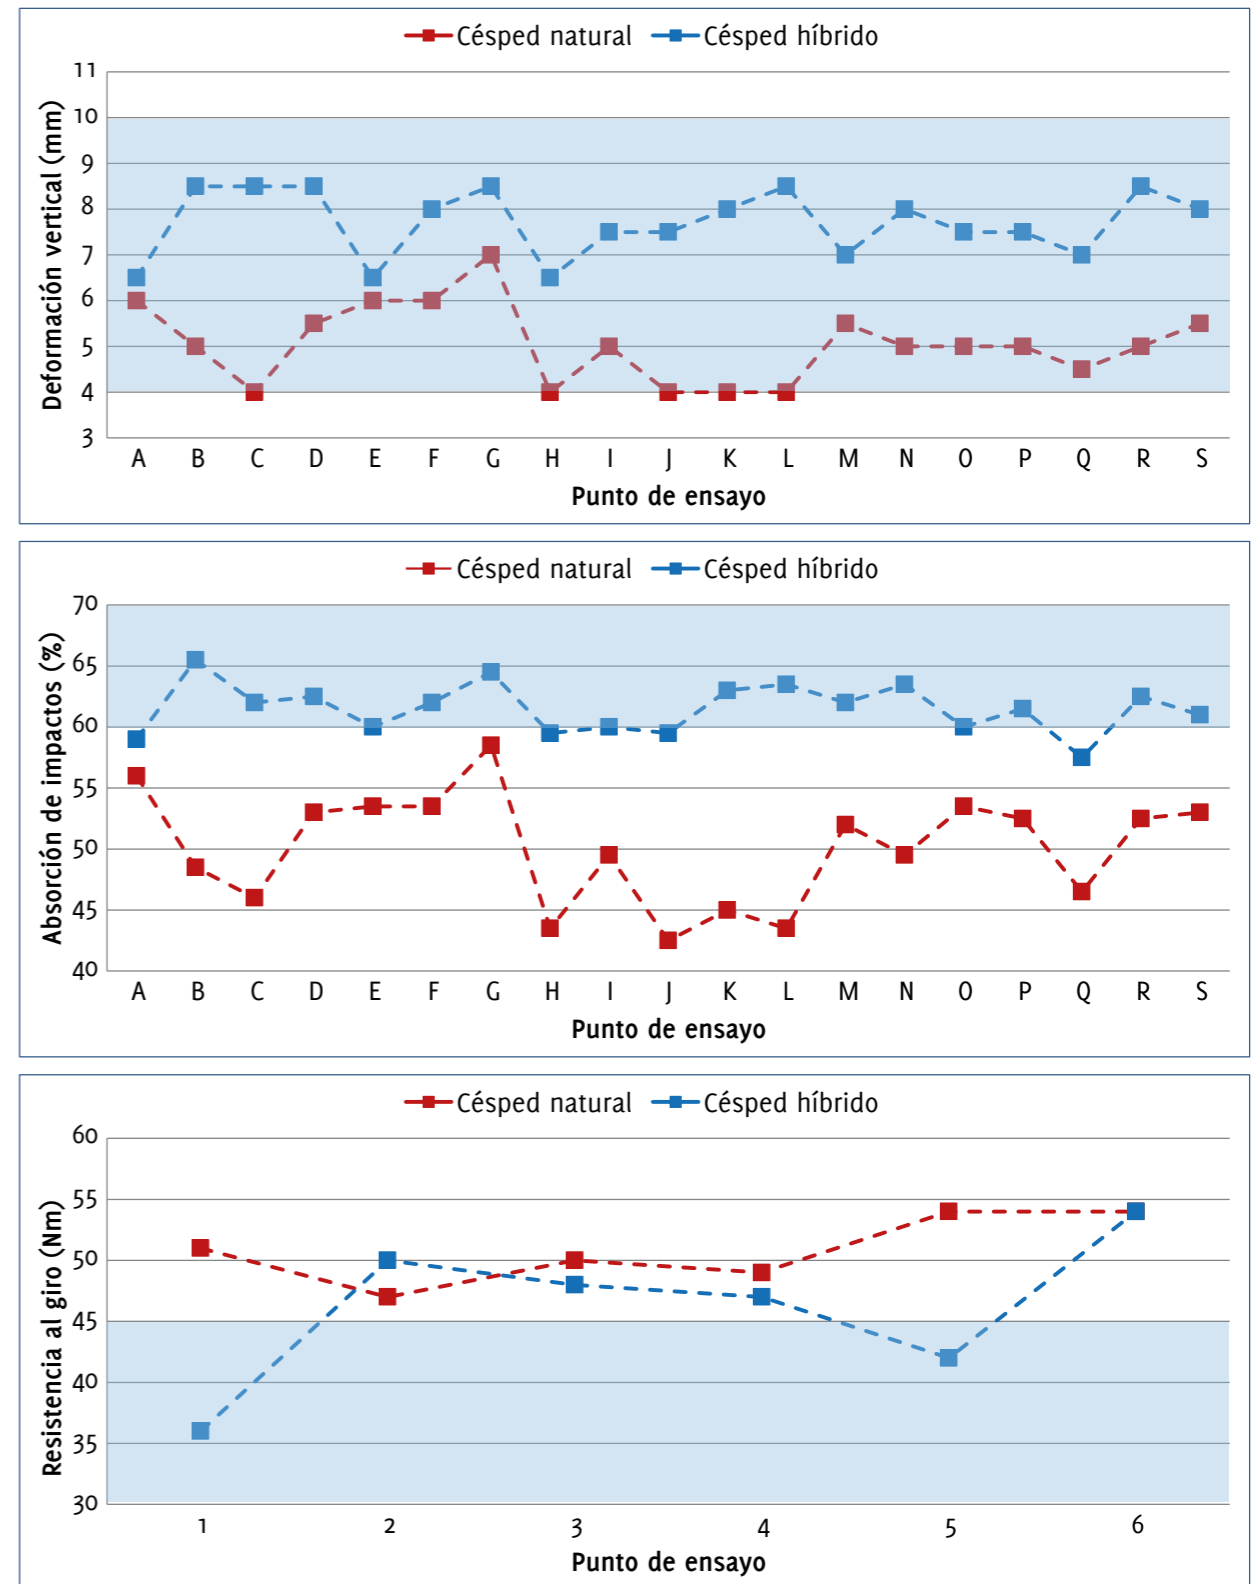 Césped natural Césped híbrido
11
10
9
8
7
6
5
4
3
Deformación vertical (mm)
A B C D E F G H I J K L M N O P Q R S
Punto de ensayo
Césped natural Césped híbrido
70
65
60
55
50
45
40
Absorción de impactos (%)
A B C D E F G H I J K L M N O P Q R S
Punto de ensayo
Césped natural Césped híbrido
60
55
50
45
40
35
30
Resistencia al giro (Nm)
1 2 3 4 5 6
Punto de ensayo